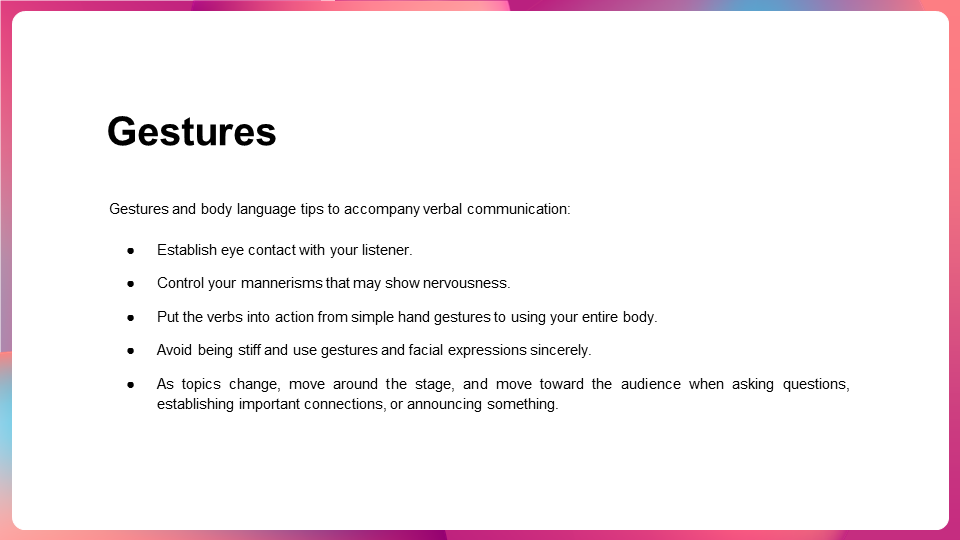 Gestures
Gestures and body language tips to accompany verbal communication:
● Establish eye contact with your listener.
● Control your mannerisms that may show nervousness.
● Put the verbs into action from simple hand gestures to using your entire body.
● Avoid being stiff and use gestures and facial expressions sincerely.
● As topics change, move around the stage, and move toward the audience when asking questions,
establishing important connections, or announcing something.